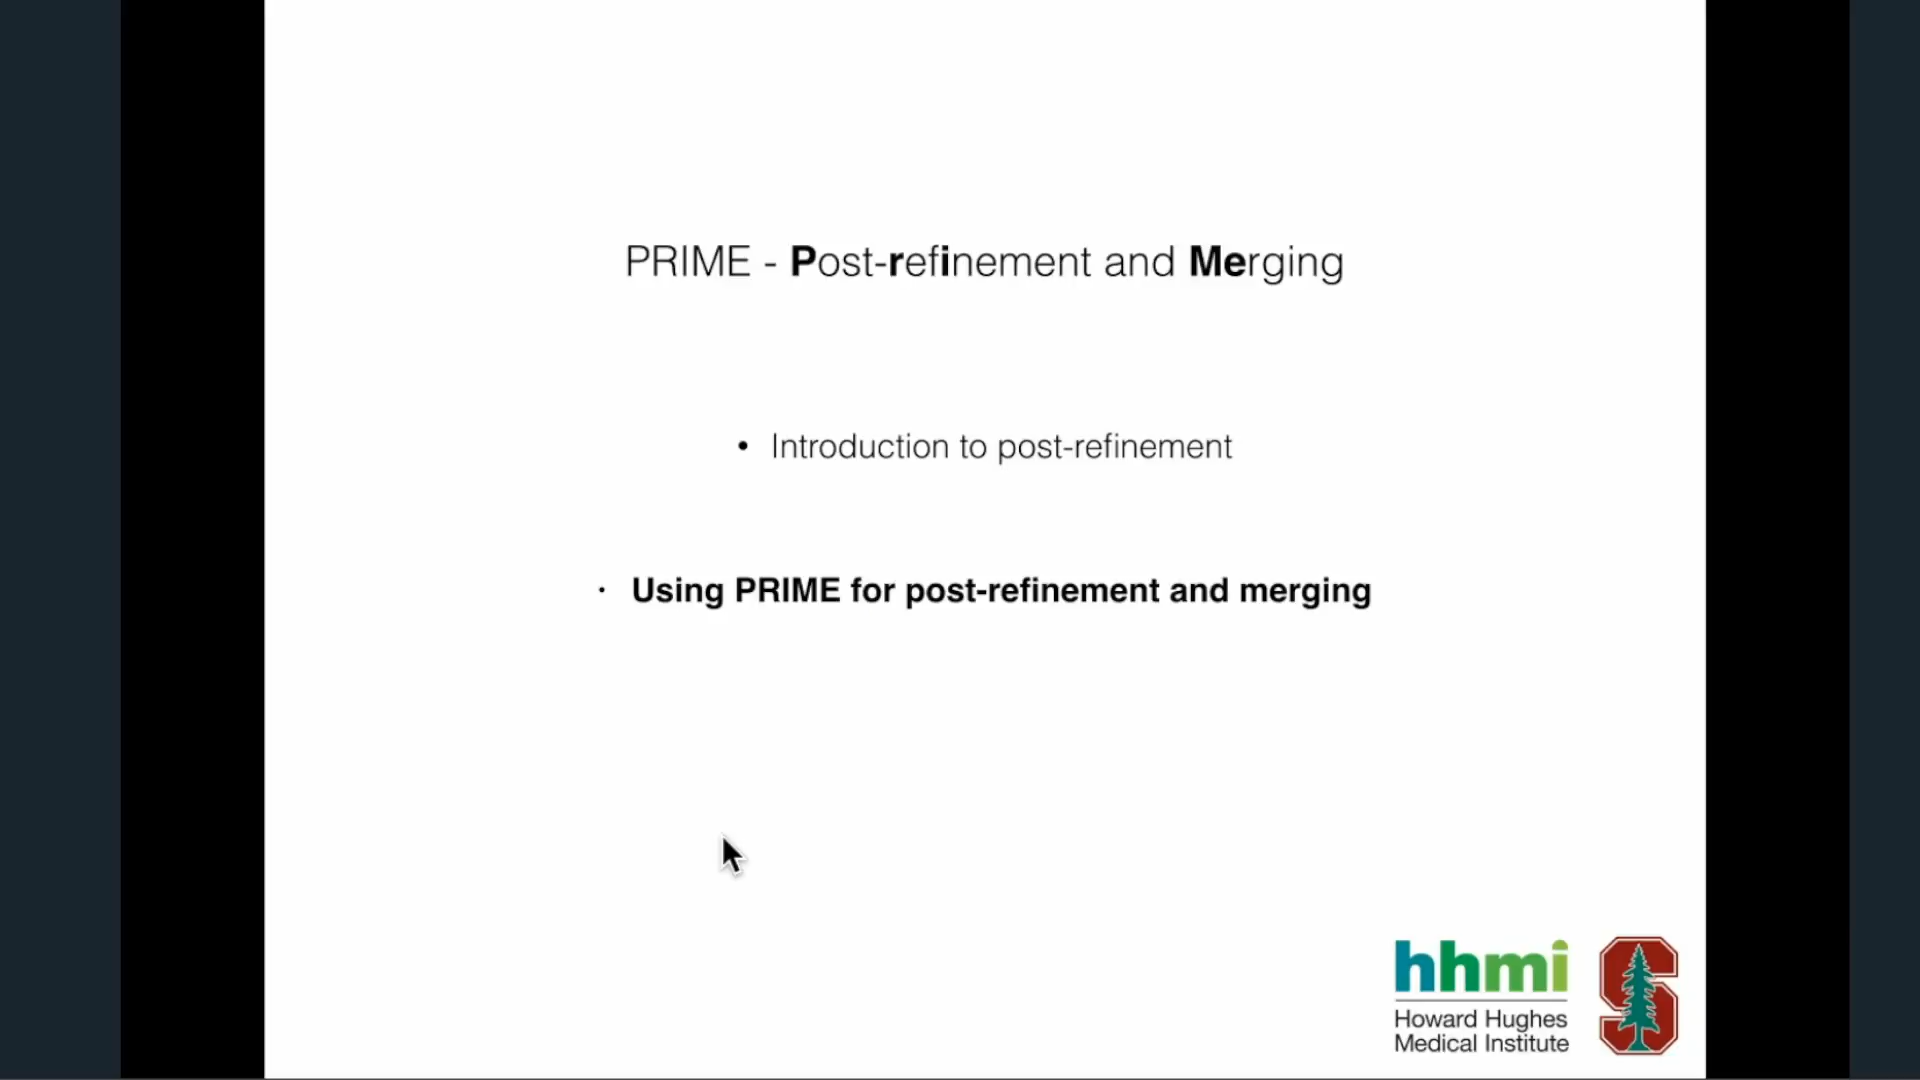 PRIME - Post-refinement and Merging
• Introduction to post-refinement
• Using PRIME for post-refinement and merging
hhmi
Howard Hughes
Medical Institute